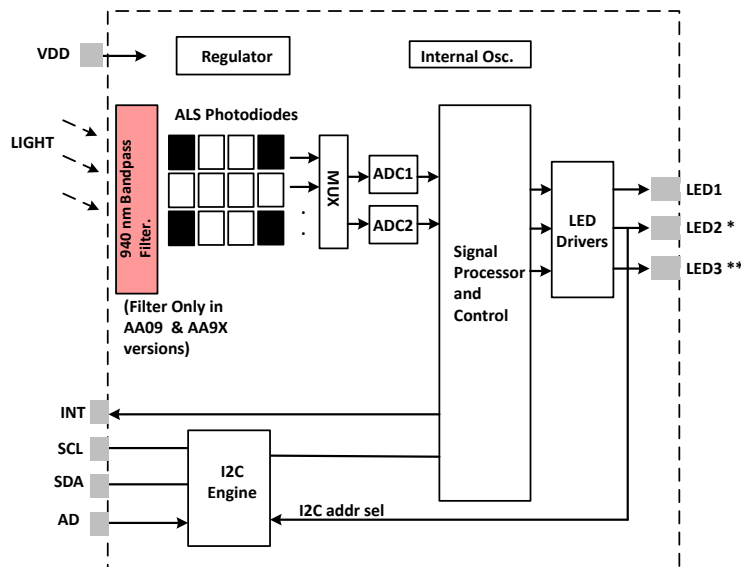 VDD
Regulator
Internal Osc.
LIGHT
940 nm Bandpass
Filter.
ALS Photodiodes
MUX
ADC1
ADC2
Signal
Processor
and
Control
LED
Drivers
LED1
LED2 *
LED3 **
(Filter Only in
AA09 & AA9X
versions)
INT
SCL
SDA
AD
I2C
Engine
I2C addr sel